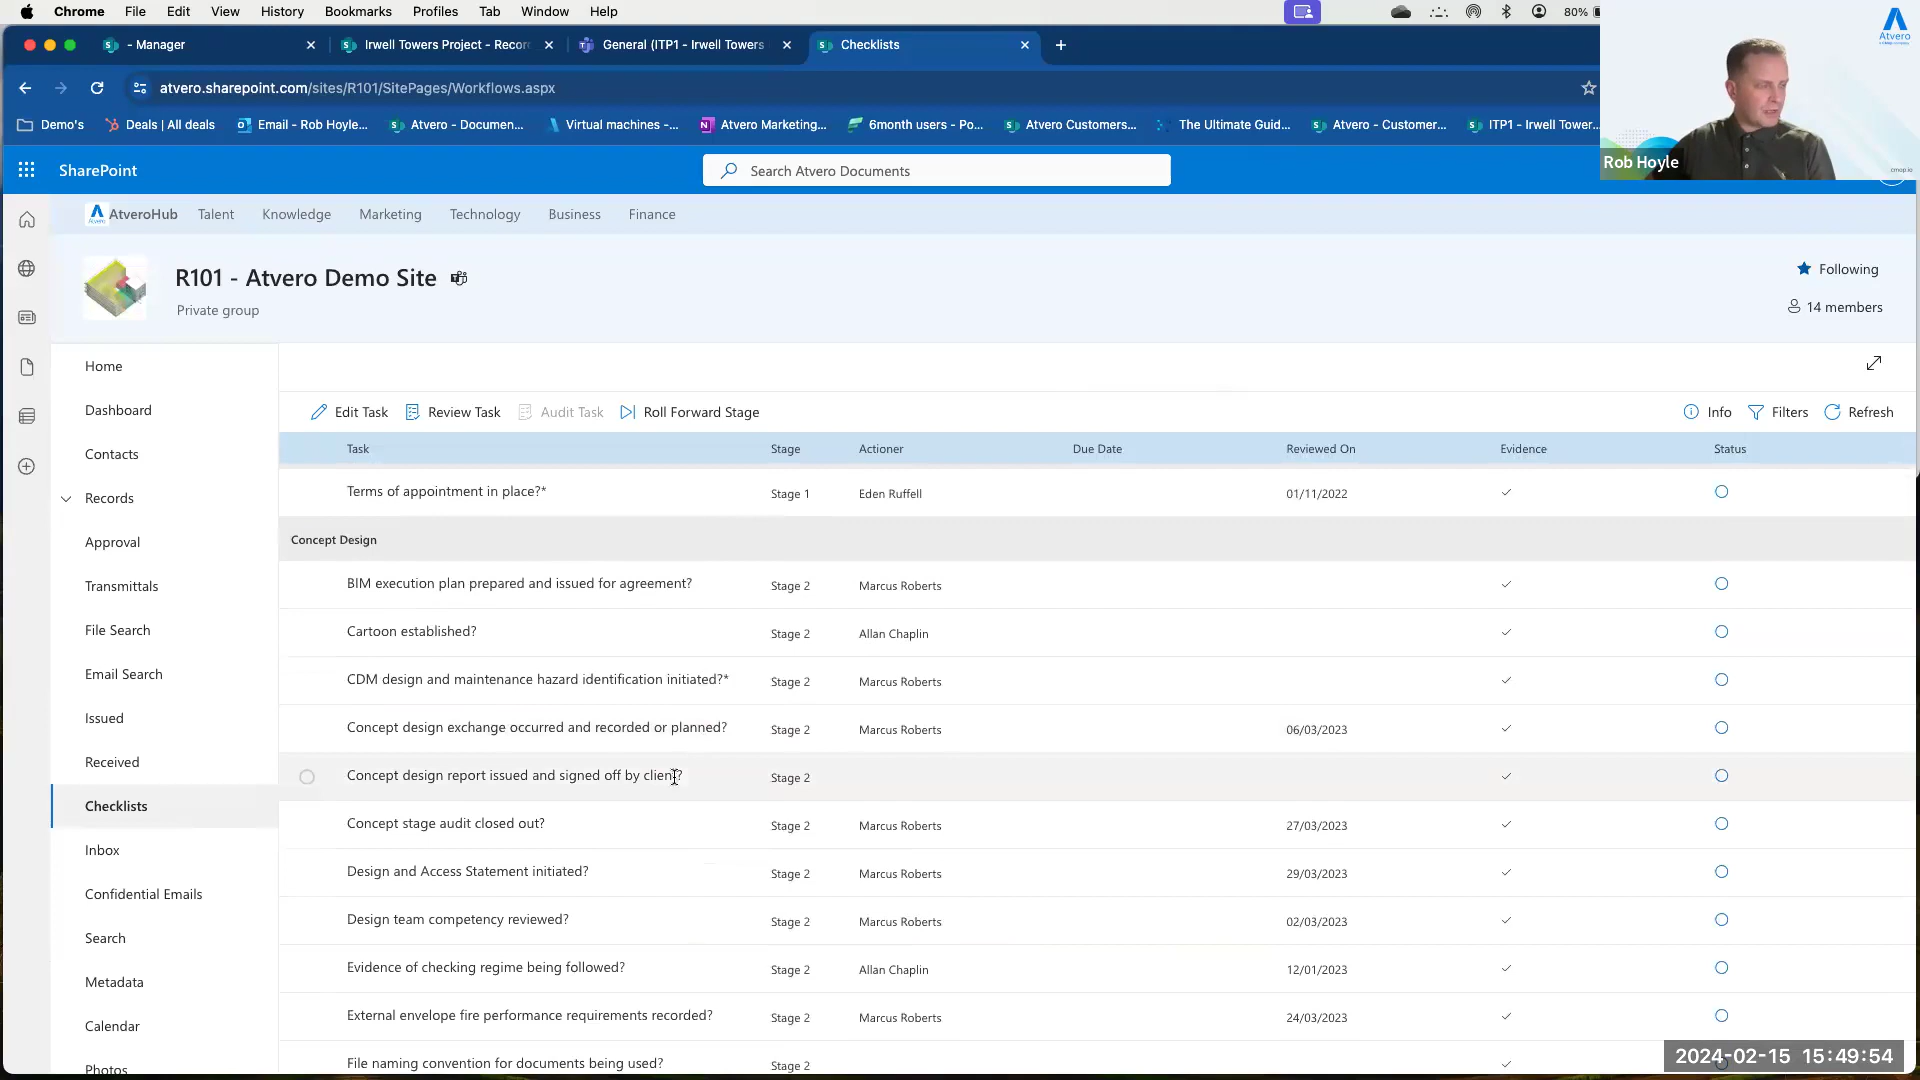 Chrome File Edit View History Bookmarks Profiles Tab Window Help 80%
- Manager
Irwell Towers Project - Recor
General (ITP1 - Irwell Towers
Checklists
atvero.sharepoint.com/sites/R101/SitePages/Workflows.aspx
Demo's
Deals | All deals
Email - Rob Hoyle...
Atvero - Documen...
Virtual machines -...
Atvero Marketing...
6month users - Po...
Atvero Customers...
The Ultimate Guid...
Atvero - Customer...
ITP1 - Irwell Tower...
Atvero
Rob Hoyle
cmap.io
SharePoint
Search Atvero Documents
Atvero
AtveroHub Talent Knowledge Marketing Technology Business Finance
R101 - Atvero Demo Site
Private group
Following
14 members
Home
Dashboard
Contacts
Records
Approval
Transmittals
File Search
Email Search
Issued
Received
Checklists
Inbox
Confidential Emails
Search
Metadata
Calendar
Photos
Edit Task Review Task Audit Task Roll Forward Stage Info Filters Refresh
Task Stage Actioner Due Date Reviewed On Evidence Status
Terms of appointment in place?* Stage 1 Eden Ruffell 01/11/2022
Concept Design
BIM execution plan prepared and issued for agreement? Stage 2 Marcus Roberts
Cartoon established? Stage 2 Allan Chaplin
CDM design and maintenance hazard identification initiated?* Stage 2 Marcus Roberts
Concept design exchange occurred and recorded or planned? Stage 2 Marcus Roberts 06/03/2023
Concept design report issued and signed off by client? Stage 2
Concept stage audit closed out? Stage 2 Marcus Roberts 27/03/2023
Design and Access Statement initiated? Stage 2 Marcus Roberts 29/03/2023
Design team competency reviewed? Stage 2 Marcus Roberts 02/03/2023
Evidence of checking regime being followed? Stage 2 Allan Chaplin 12/01/2023
External envelope fire performance requirements recorded? Stage 2 Marcus Roberts 24/03/2023
File naming convention for documents being used? Stage 2
2024-02-15 15:49:54